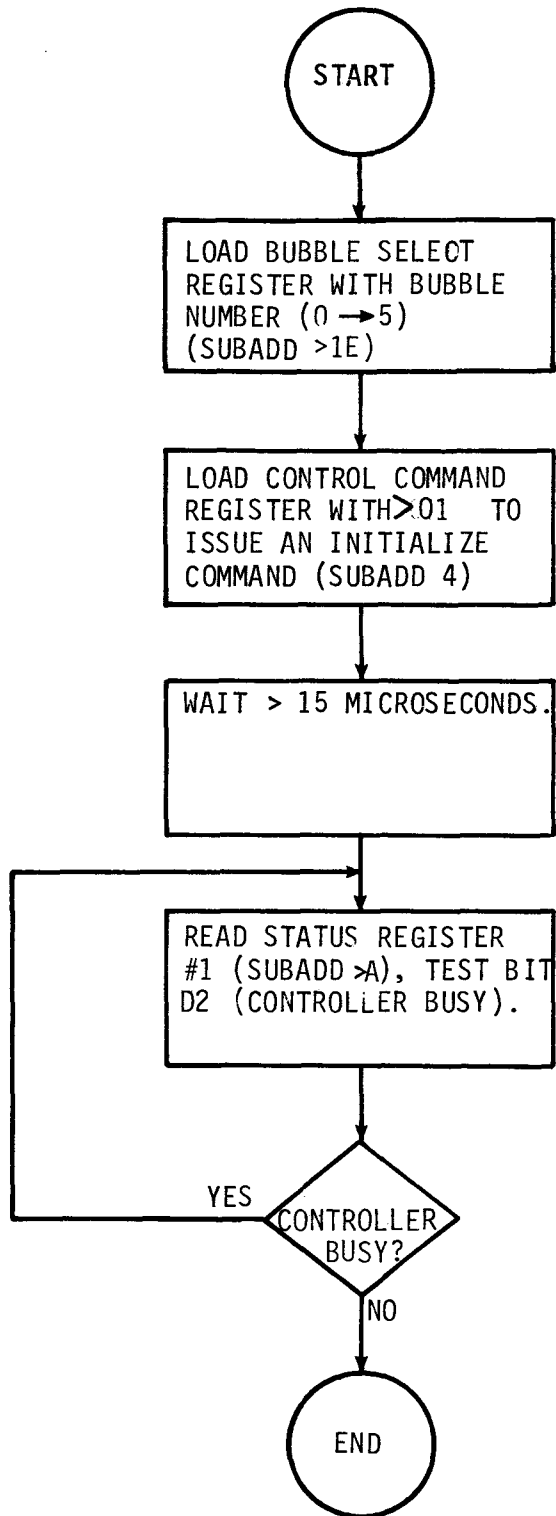 START
LOAD BUBBLE SELECT
REGISTER WITH BUBBLE
NUMBER (0 → 5)
(SUBADD >1E)
LOAD CONTROL COMMAND
REGISTER WITH >01 TO
ISSUE AN INITIALIZE
COMMAND (SUBADD 4)
WAIT > 15 MICROSECONDS.
READ STATUS REGISTER
#1 (SUBADD >A), TEST BIT
D2 (CONTROLLER BUSY).
YES
CONTROLLER
BUSY?
NO
END